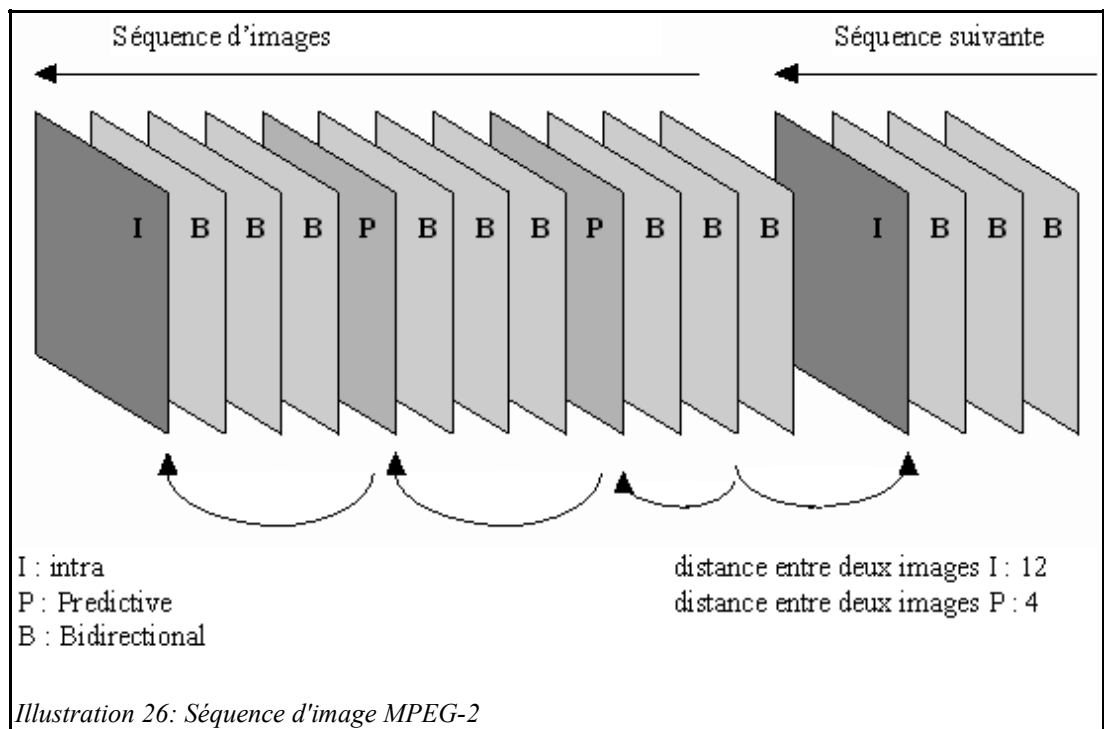 Séquence d'images
Séquence suivante
I B B B P B B B P B B B I B B B
I : intra
P : Predictive
B : Bidirectional
distance entre deux images I : 12
distance entre deux images P : 4
Illustration 26: Séquence d'image MPEG-2